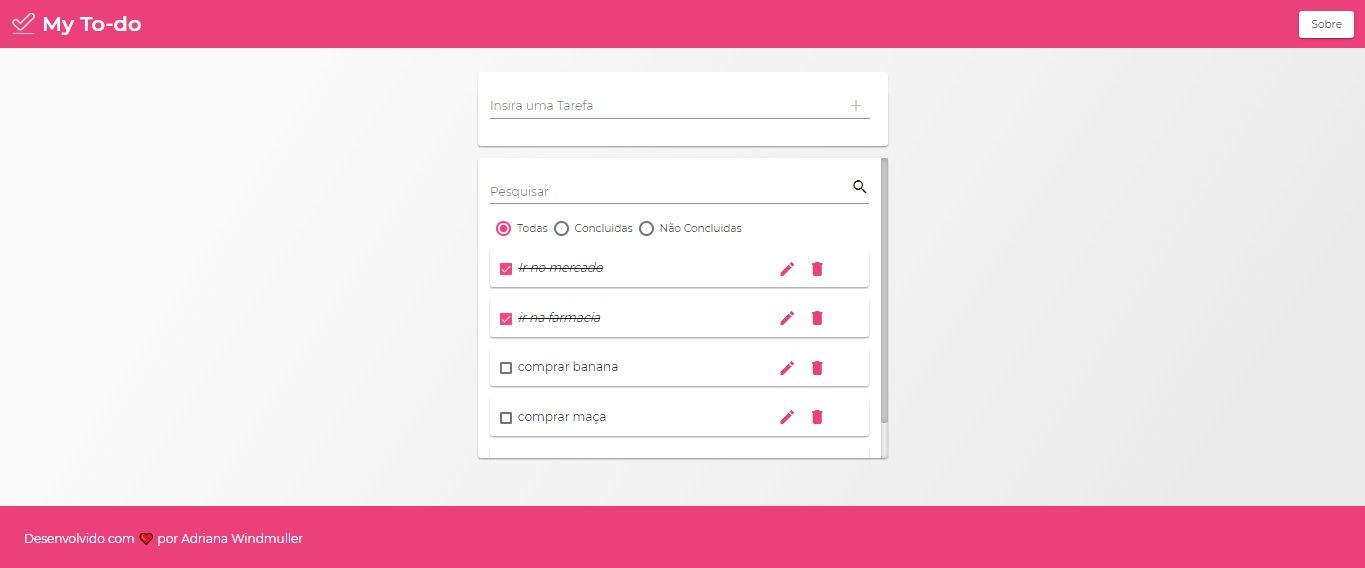 My To-do
Sobre
Insira uma Tarefa
Pesquisar
Todas Concluidas Não Concluidas
Ir no mercado
ir na farmacia
comprar banana
comprar maça
Desenvolvido com ❤ por Adriana Windmuller